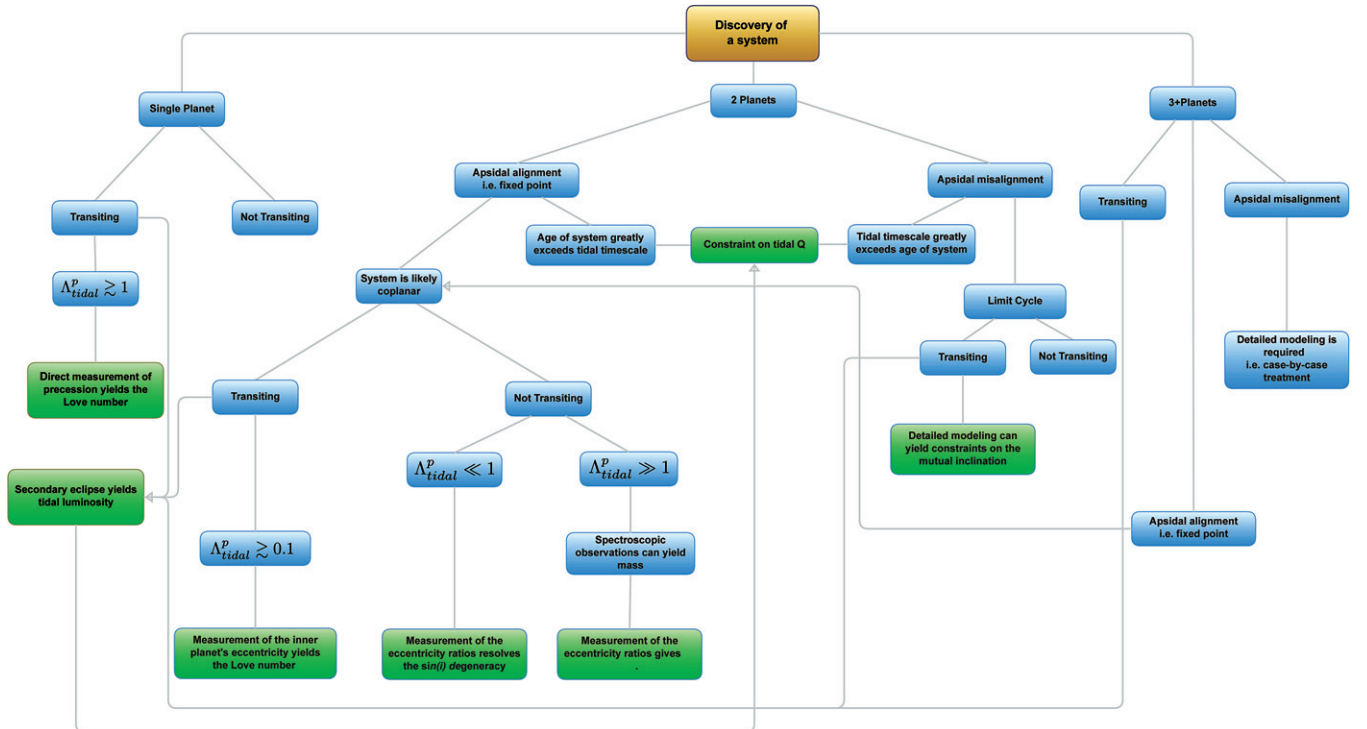 Discovery of
a system
Single Planet
2 Planets
3+Planets
Apsidal alignment
i.e. fixed point
Apsidal misalignment
Transiting
Apsidal misalignment
Transiting
Not Transiting
Age of system greatly
exceeds tidal timescale
Constraint on tidal Q
Tidal timescale greatly
exceeds age of system
Λ^p_tidal ≳ 1
System is likely
coplanar
Limit Cycle
Direct measurement of
precession yields the
Love number
Transiting
Not Transiting
Transiting
Not Transiting
Detailed modeling is
required
i.e. case-by-case
treatment
Detailed modeling can
yield constraints on the
mutual inclination
Secondary eclipse yields
tidal luminosity
Λ^p_tidal ≪ 1
Λ^p_tidal ≫ 1
Λ^p_tidal ≳ 0.1
Spectroscopic
observations can yield
mass
Apsidal alignment
i.e. fixed point
Measurement of the inner
planet's eccentricity yields
the Love number
Measurement of the
eccentricity ratios resolves
the sin(i) degeneracy
Measurement of the
eccentricity ratios gives
.